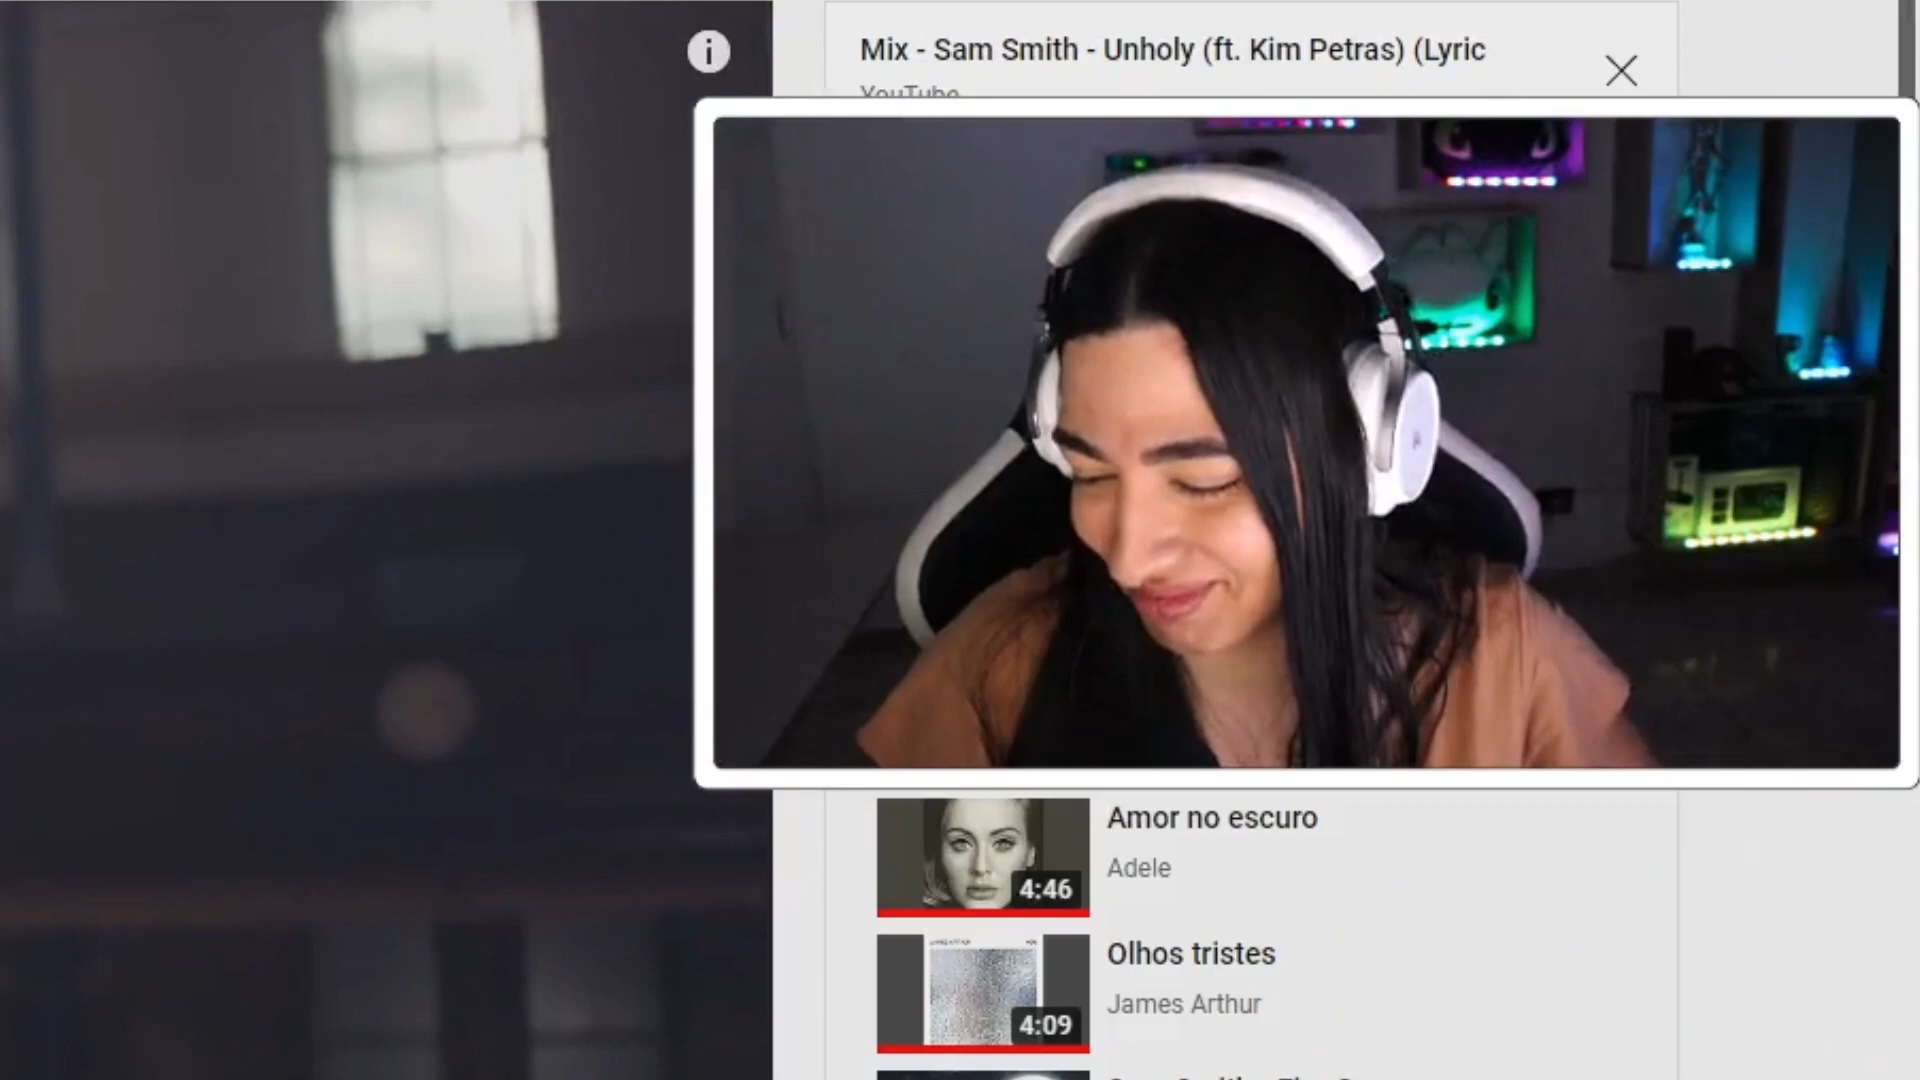 Mix - Sam Smith - Unholy (ft. Kim Petras) (Lyric
YouTube
Amor no escuro
Adele
4:46
Olhos tristes
James Arthur
4:09